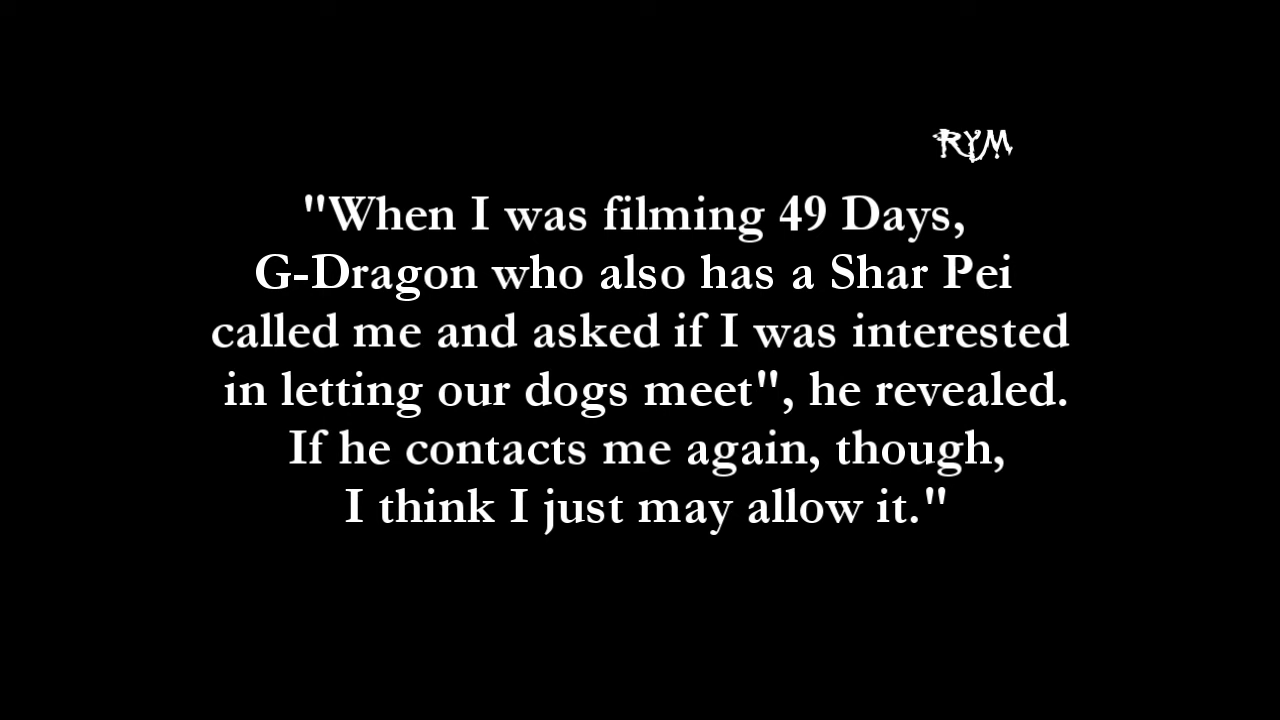 RYM
"When I was filming 49 Days,
G-Dragon who also has a Shar Pei
called me and asked if I was interested
in letting our dogs meet", he revealed.
If he contacts me again, though,
I think I just may allow it."